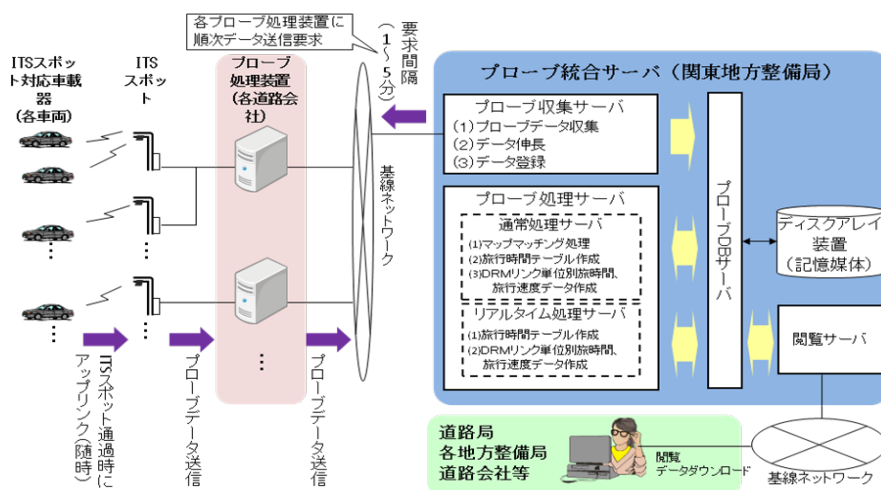 各プローブ処理装置に
順次データ送信要求
要求間隔
(1~5分)
ITSスポッ
ト対応車載
器
(各車両)
ITS
スポッ
ト
プローブ
処理装置
(各道路会
社)
基線ネットワーク
ITSスポット通過時に
アップリンク(随時)
プローブデータ送信
プローブデータ送信
プローブ統合サーバ(関東地方整備局)
プローブ収集サーバ
(1)プローブデータ収集
(2)データ伸長
(3)データ登録
プローブ処理サーバ
通常処理サーバ
(1)マップマッチング処理
(2)旅行時間テーブル作成
(3)DRMリンク単位別旅時間、
旅行速度データ作成
リアルタイム処理サーバ
(1)旅行時間テーブル作成
(2)DRMリンク単位別旅時間、
旅行速度データ作成
プローブDBサーバ
ディスクアレイ
装置
(記憶媒体)
閲覧サーバ
道路局
各地方整備局
道路会社等
閲覧
データダウンロード
基線ネットワーク